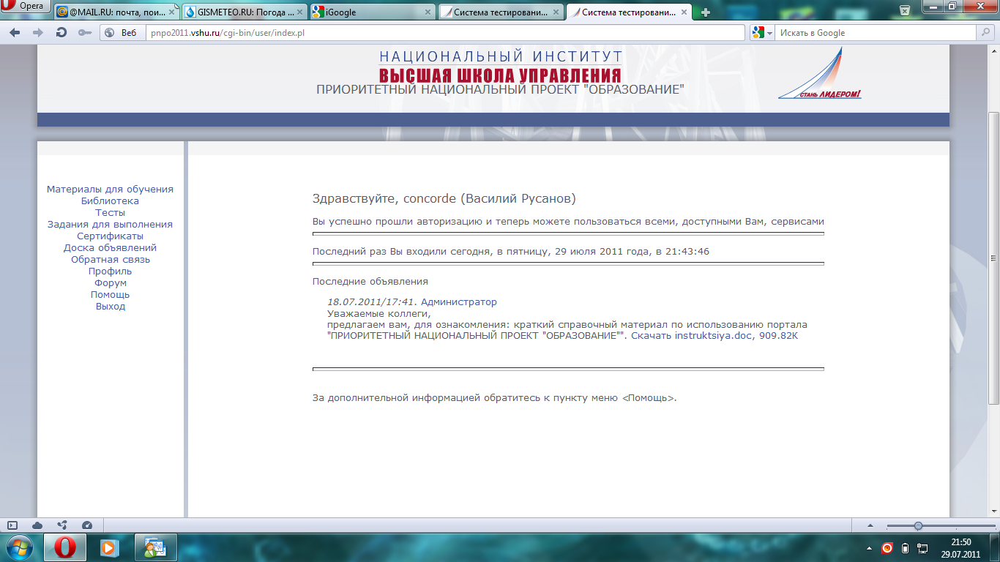 Opera
@MAIL.RU: почта, пои...
GISMETEO.RU: Погода ...
iGoogle
Система тестировани...
Система тестировани...
Веб
pnpo2011.vshu.ru/cgi-bin/user/index.pl
Искать в Google
НАЦИОНАЛЬНЫЙ ИНСТИТУТ
ВЫСШАЯ ШКОЛА УПРАВЛЕНИЯ
ПРИОРИТЕТНЫЙ НАЦИОНАЛЬНЫЙ ПРОЕКТ "ОБРАЗОВАНИЕ"
СТАНЬ ЛИДЕРОМ!
Материалы для обучения
Библиотека
Тесты
Задания для выполнения
Сертификаты
Доска объявлений
Обратная связь
Профиль
Форум
Помощь
Выход
Здравствуйте, concorde (Василий Русанов)
Вы успешно прошли авторизацию и теперь можете пользоваться всеми, доступными Вам, сервисами
Последний раз Вы входили сегодня, в пятницу, 29 июля 2011 года, в 21:43:46
Последние объявления
18.07.2011/17:41. Администратор
Уважаемые коллеги,
предлагаем вам, для ознакомления: краткий справочный материал по использованию портала
"ПРИОРИТЕТНЫЙ НАЦИОНАЛЬНЫЙ ПРОЕКТ "ОБРАЗОВАНИЕ"". Скачать instruktsiya.doc, 909.82K
За дополнительной информацией обратитесь к пункту меню <Помощь>.
21:50
29.07.2011